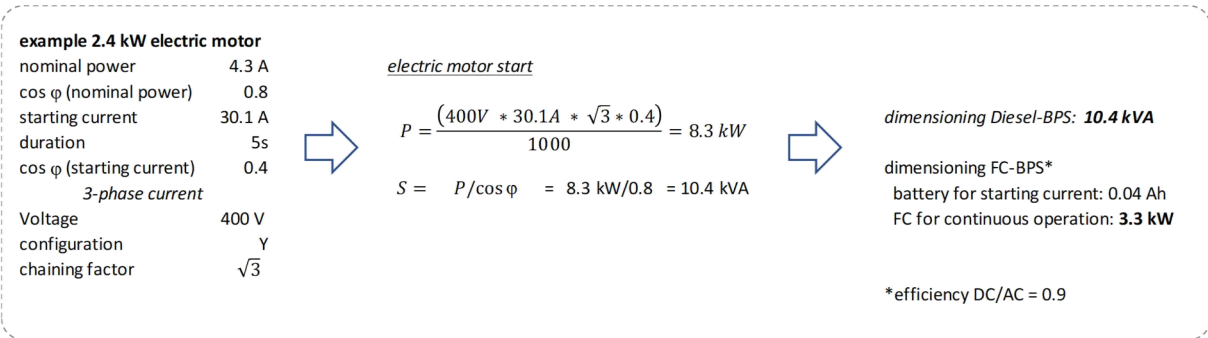 example 2.4 kW electric motor
nominal power 4.3 A
cos φ (nominal power) 0.8
starting current 30.1 A
duration 5s
cos φ (starting current) 0.4
3-phase current
Voltage 400 V
configuration Y
chaining factor √3
electric motor start
P = (400V * 30.1A * √3 * 0.4) / 1000 = 8.3 kW
S = P/cos φ = 8.3 kW/0.8 = 10.4 kVA
dimensioning Diesel-BPS: 10.4 kVA
dimensioning FC-BPS*
battery for starting current: 0.04 Ah
FC for continuous operation: 3.3 kW
*efficiency DC/AC = 0.9